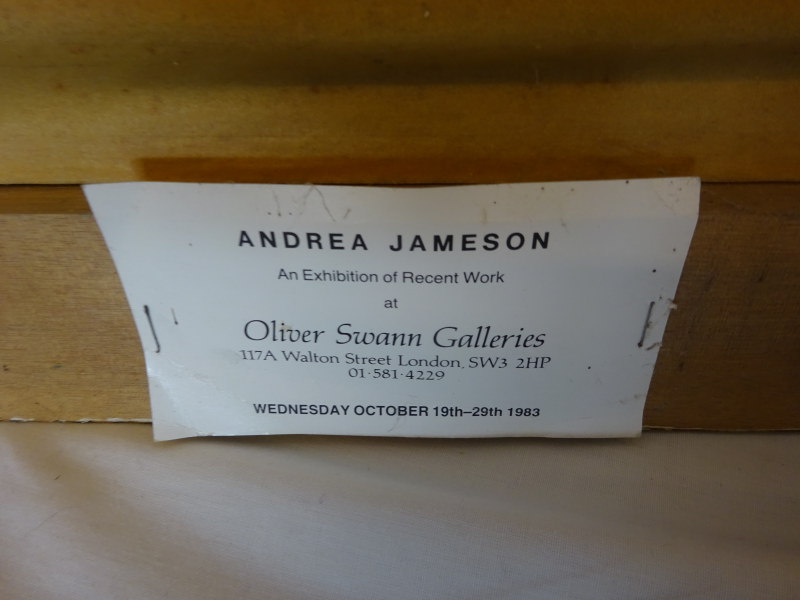 ANDREA JAMESON
An Exhibition of Recent Work
at
Oliver Swann Galleries
117A Walton Street London, SW3 2HP
01·581·4229
WEDNESDAY OCTOBER 19th–29th 1983